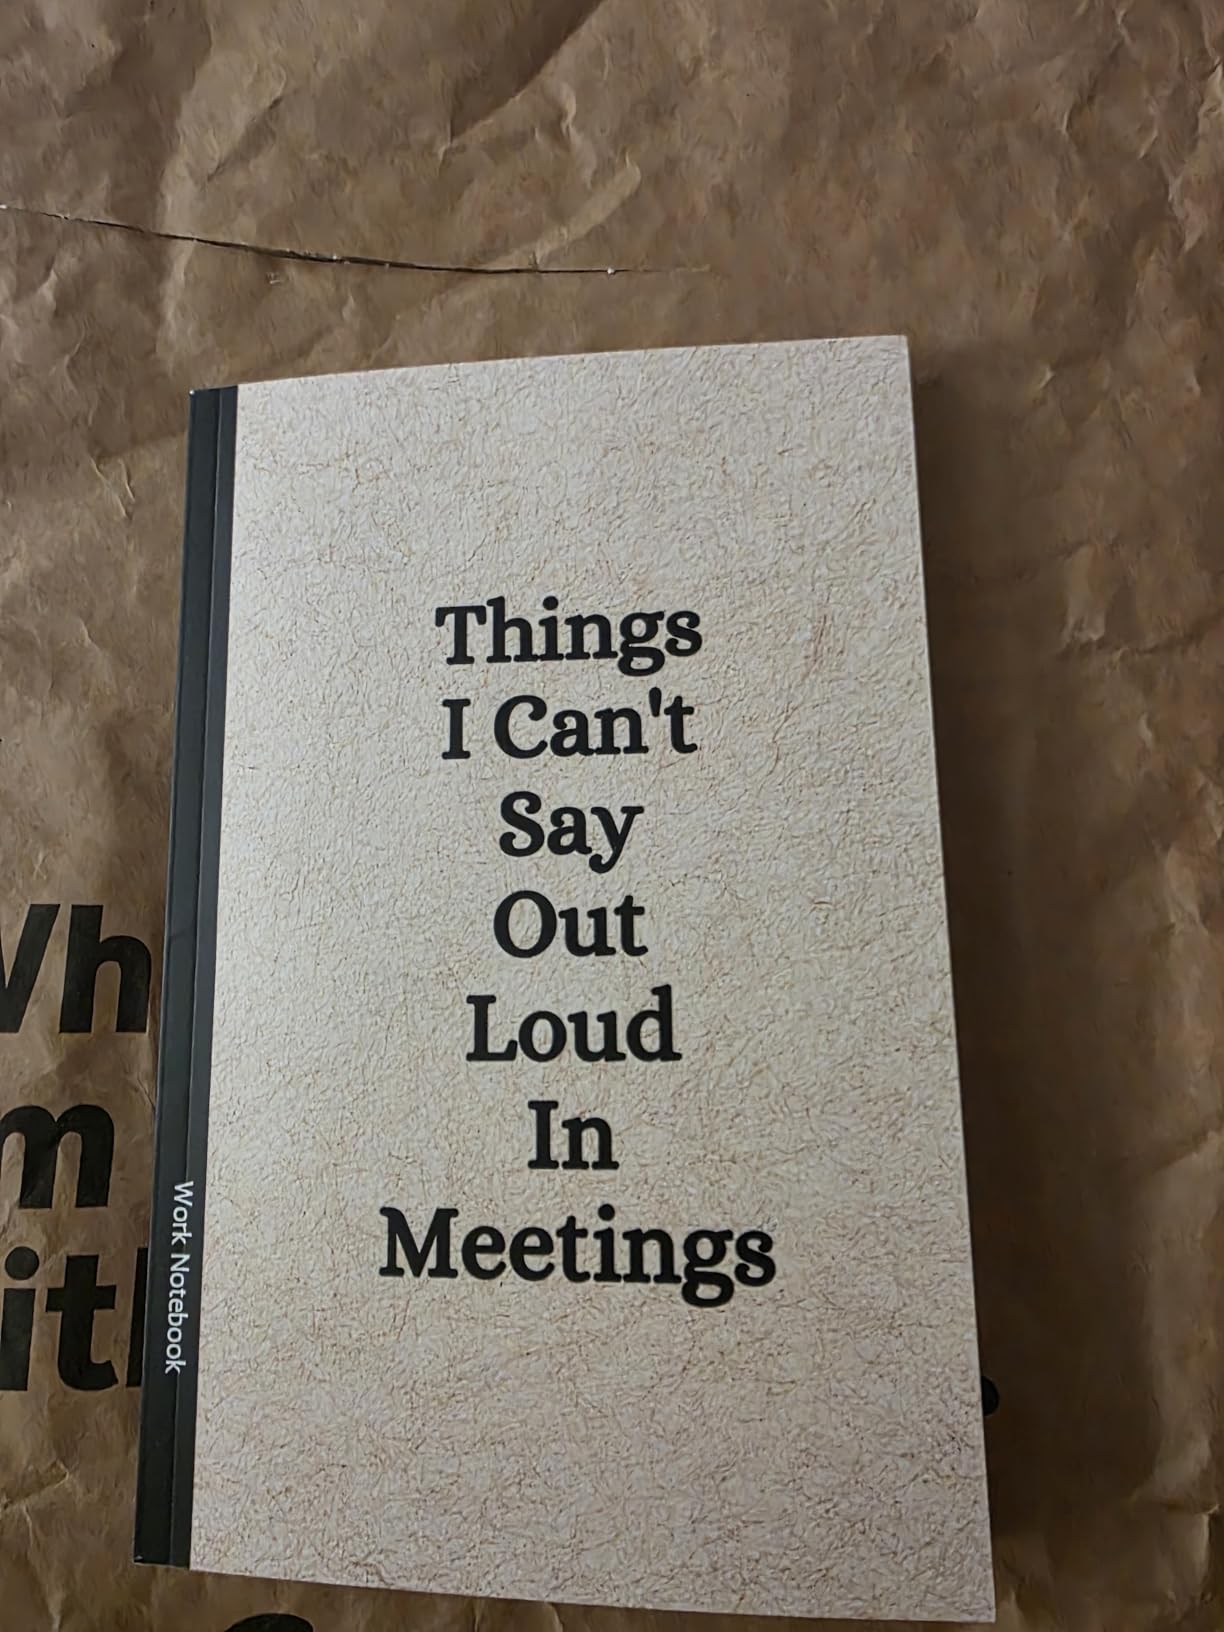 Things
I Can't
Say
Out
Loud
In
Meetings
Work Notebook